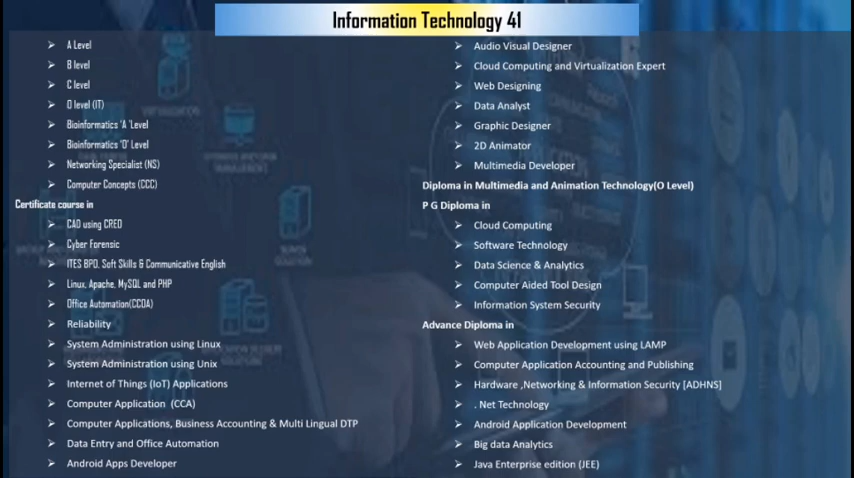 Information Technology 41
A Level
B level
C level
O level (IT)
Bioinformatics 'A 'Level
Bioinformatics 'O' Level
Networking Specialist (NS)
Computer Concepts (CCC)
Certificate course in
CAD using CREO
Cyber Forensic
ITES BPO, Soft Skills & Communicative English
Linux, Apache, MySQL and PHP
Office Automation(CCOA)
Reliability
System Administration using Linux
System Administration using Unix
Internet of Things (IoT) Applications
Computer Application (CCA)
Computer Applications, Business Accounting & Multi Lingual DTP
Data Entry and Office Automation
Android Apps Developer
Audio Visual Designer
Cloud Computing and Virtualization Expert
Web Designing
Data Analyst
Graphic Designer
2D Animator
Multimedia Developer
Diploma in Multimedia and Animation Technology(O Level)
P G Diploma in
Cloud Computing
Software Technology
Data Science & Analytics
Computer Aided Tool Design
Information System Security
Advance Diploma in
Web Application Development using LAMP
Computer Application Accounting and Publishing
Hardware ,Networking & Information Security [ADHNS]
. Net Technology
Android Application Development
Big data Analytics
Java Enterprise edition (JEE)